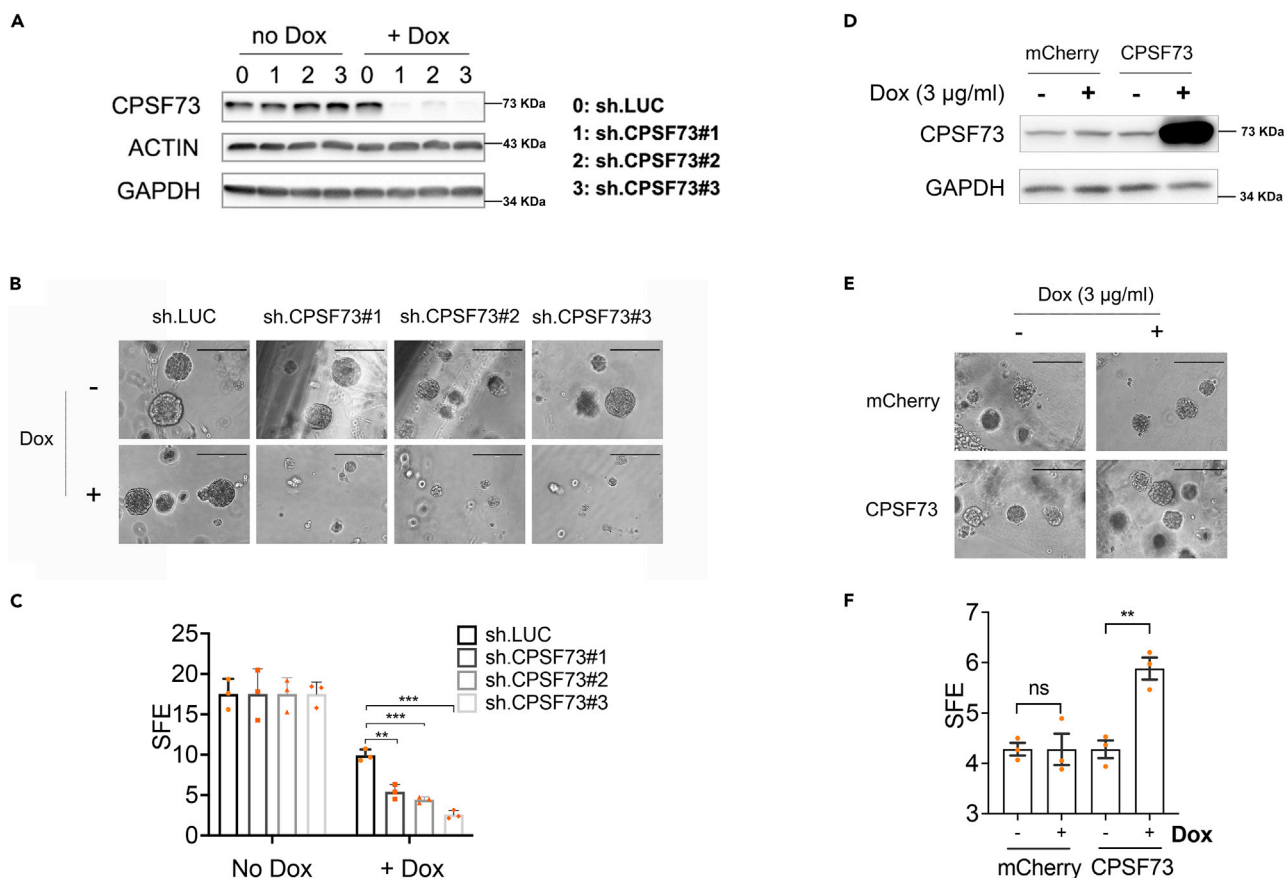 A
no Dox + Dox
0 1 2 3 0 1 2 3
CPSF73
73 KDa
ACTIN
43 KDa
GAPDH
34 KDa
0: sh.LUC
1: sh.CPSF73#1
2: sh.CPSF73#2
3: sh.CPSF73#3
B
sh.LUC sh.CPSF73#1 sh.CPSF73#2 sh.CPSF73#3
Dox
-
+
C
SFE
25
20
15
10
5
0
** *** ***
No Dox + Dox
sh.LUC
sh.CPSF73#1
sh.CPSF73#2
sh.CPSF73#3
D
mCherry CPSF73
Dox (3 µg/ml) - + - +
CPSF73
73 KDa
GAPDH
34 KDa
E
Dox (3 µg/ml)
- +
mCherry
CPSF73
F
SFE
7
6
5
4
3
ns **
- + - + Dox
mCherry CPSF73